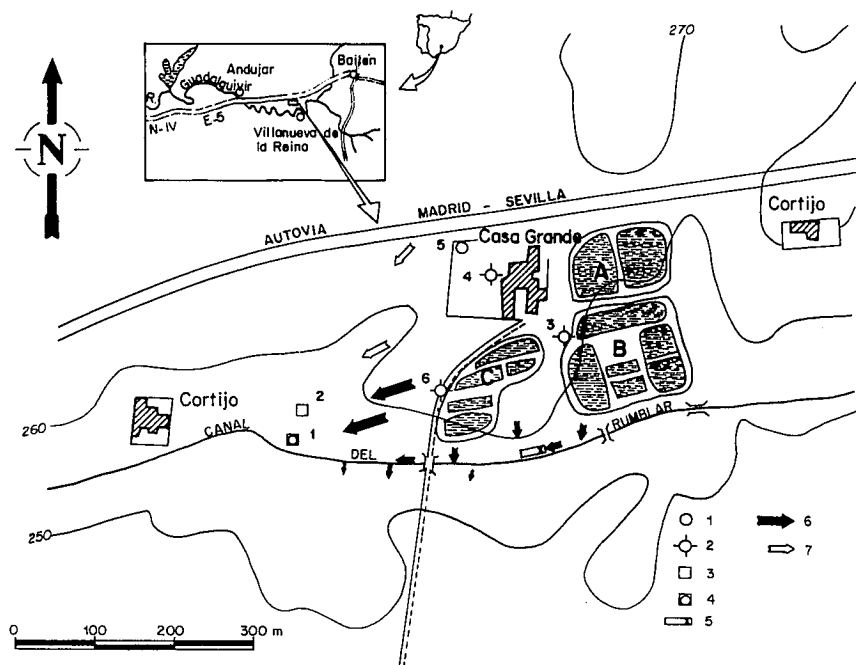 270
Bailén
Andujar
Guadalquivir
R.
N-IV
E-5
Villanueva de
la Reina
N
AUTOVIA MADRID - SEVILLA
Cortijo
5
Casa Grande
4
A
3
B
C
6
2
Cortijo
1
260
CANAL DEL RUMBLAR
250
1
2
3
4
5
6
7
0 100 200 300 m